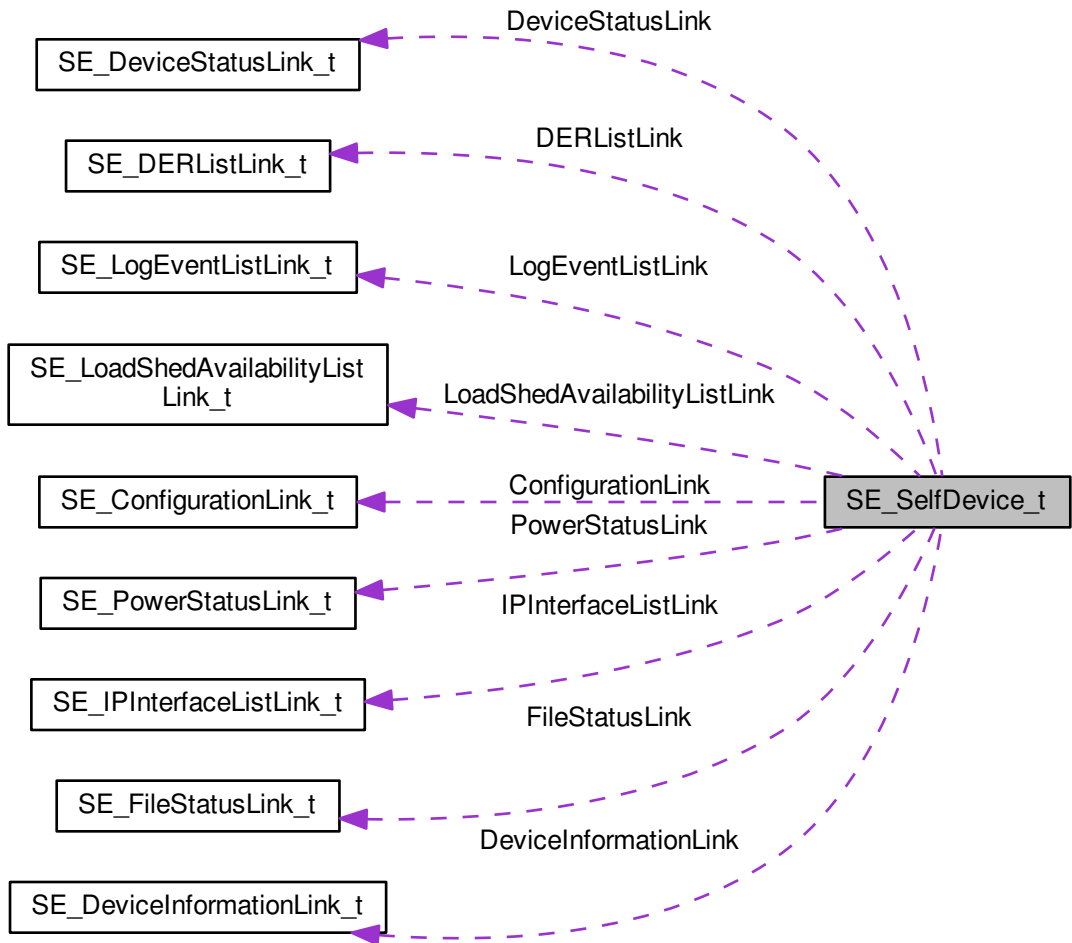 DeviceStatusLink
SE_DeviceStatusLink_t
DERListLink
SE_DERListLink_t
LogEventListLink
SE_LogEventListLink_t
SE_LoadShedAvailabilityList
Link_t
LoadShedAvailabilityListLink
ConfigurationLink
SE_ConfigurationLink_t
SE_SelfDevice_t
PowerStatusLink
SE_PowerStatusLink_t
IPInterfaceListLink
SE_IPInterfaceListLink_t
FileStatusLink
SE_FileStatusLink_t
DeviceInformationLink
SE_DeviceInformationLink_t